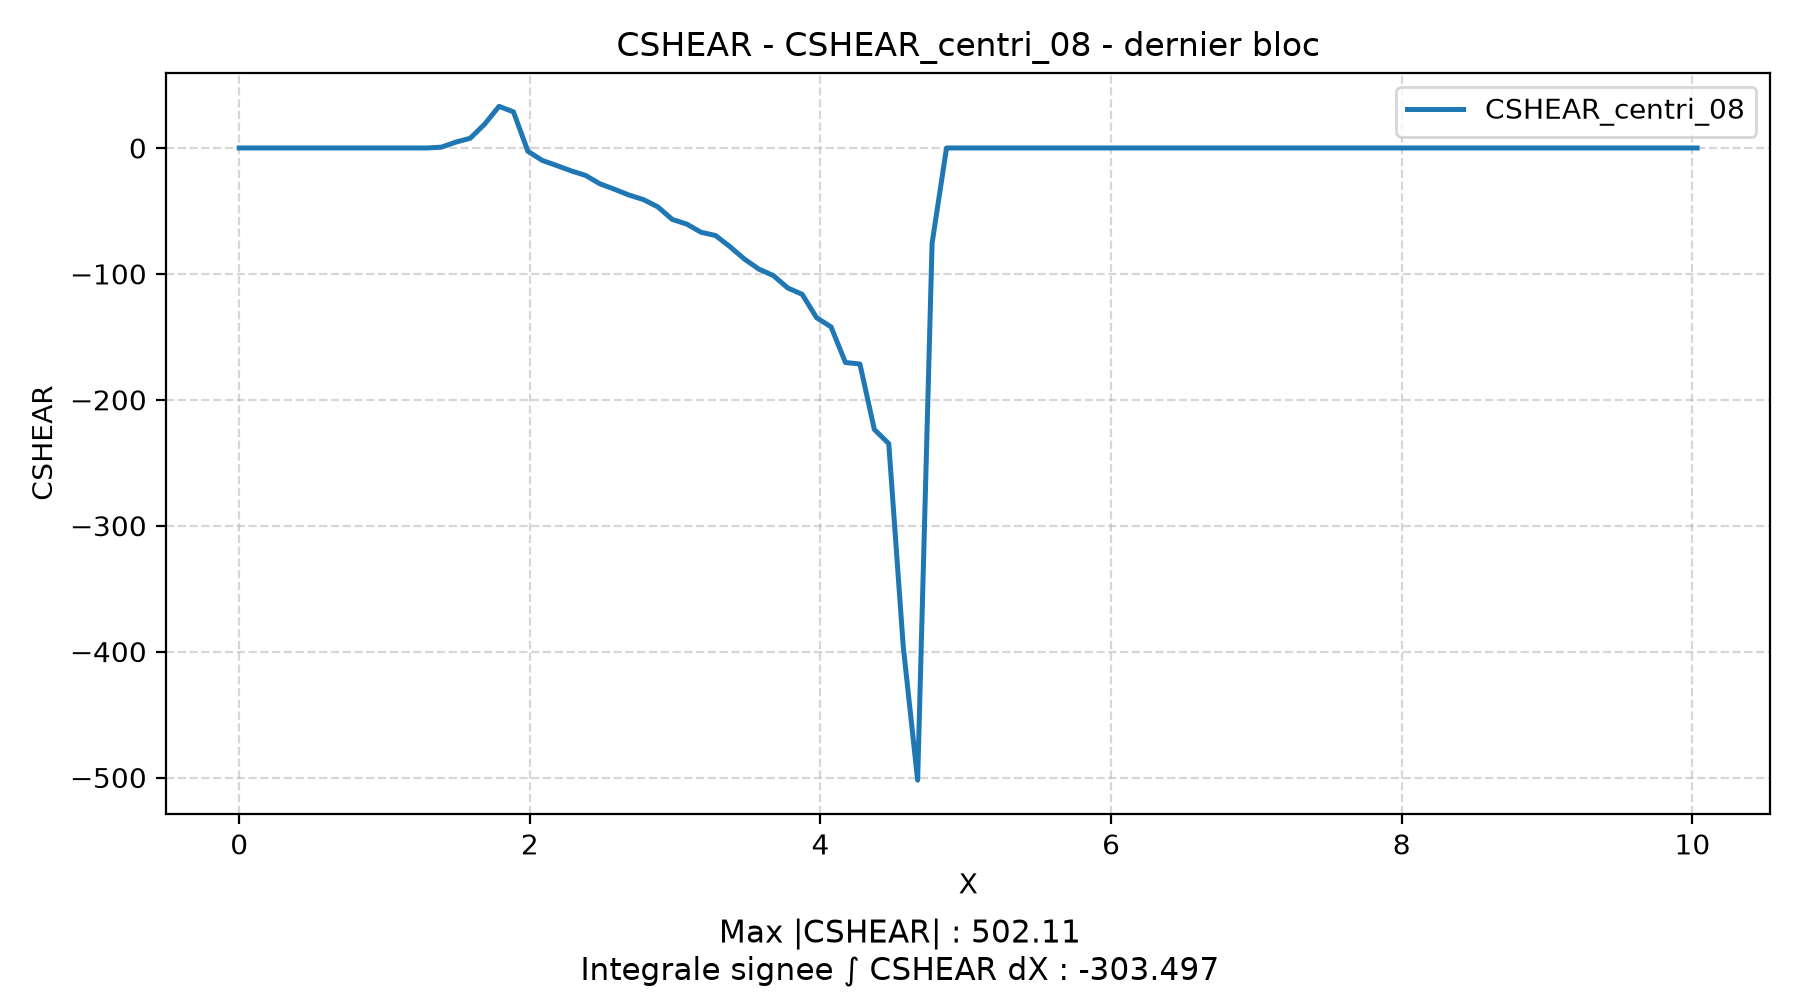 CSHEAR - CSHEAR_centri_08 - dernier bloc
CSHEAR_centri_08
0
−100
−200
−300
−400
−500
CSHEAR
0 2 4 6 8 10
X
Max |CSHEAR| : 502.11
Integrale signee ∫ CSHEAR dX : -303.497